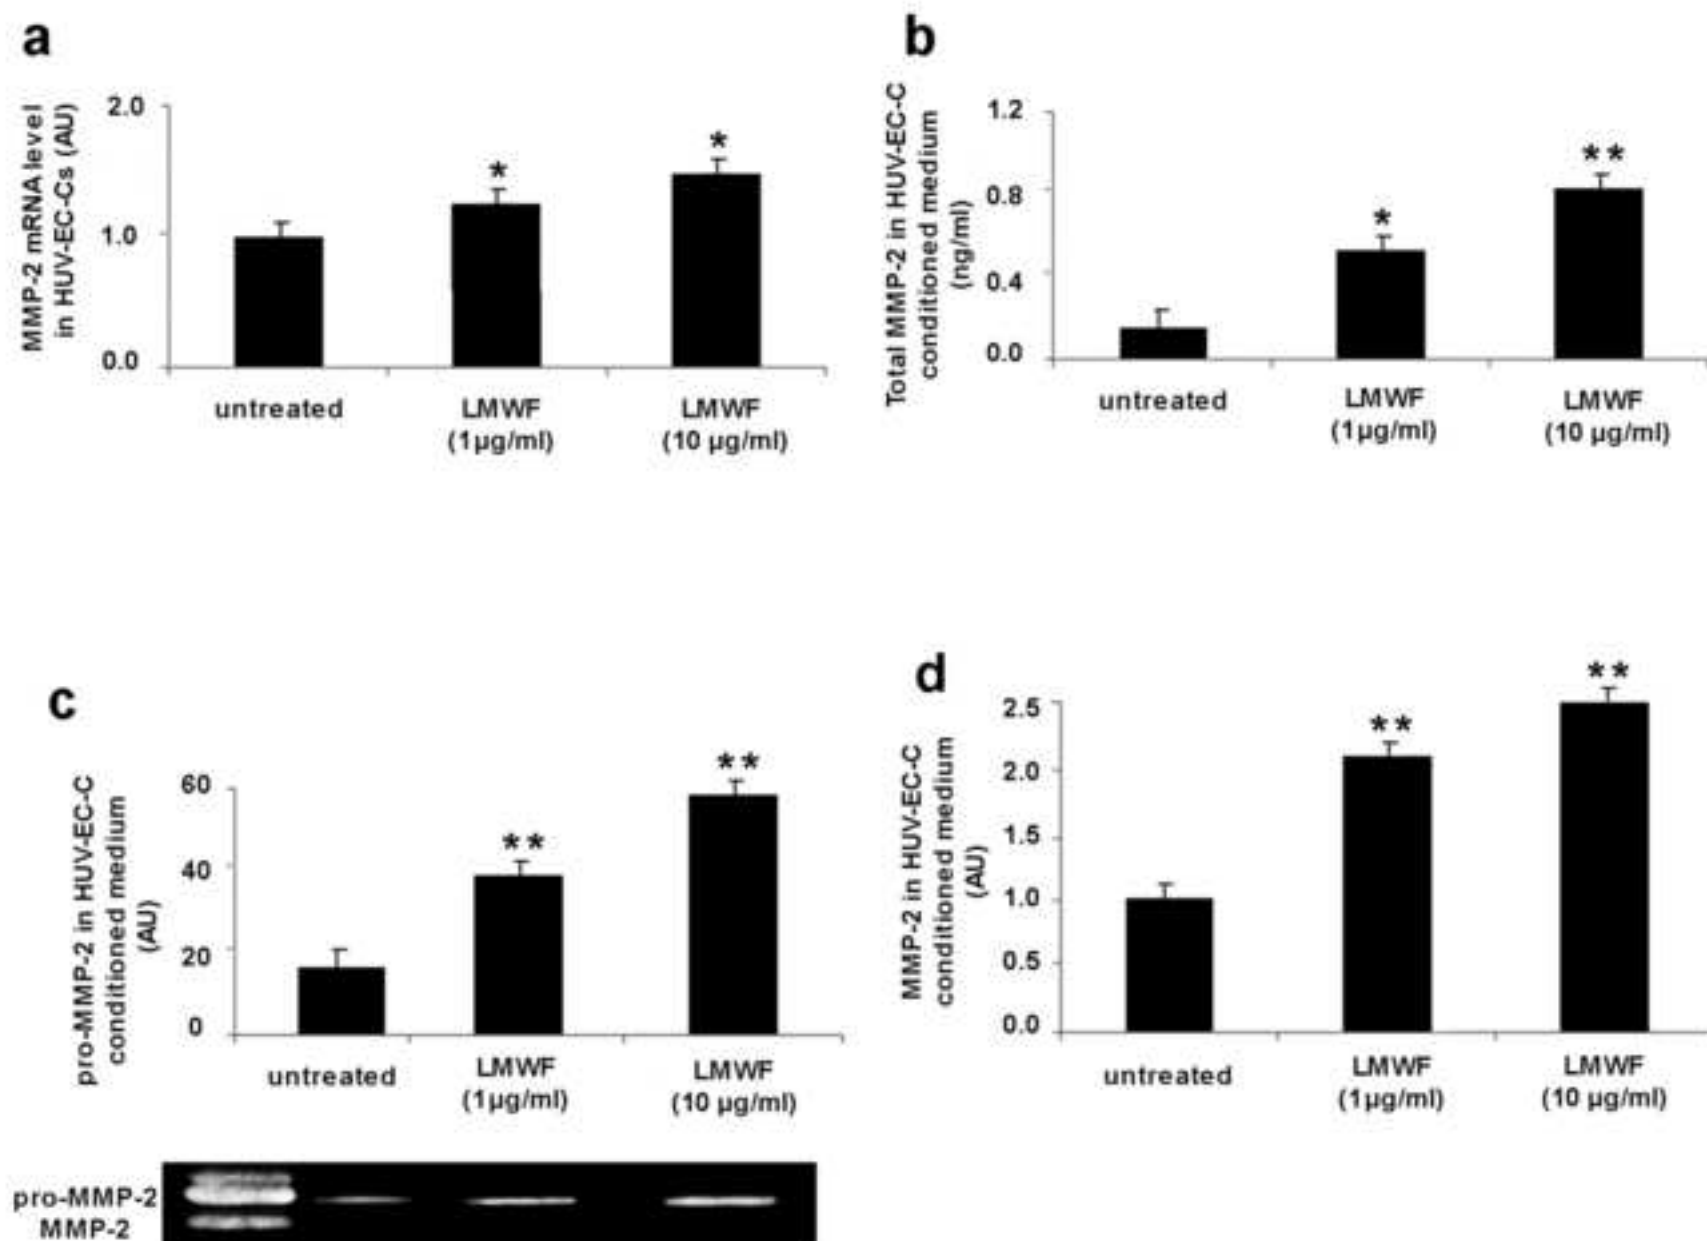 a
MMP-2 mRNA level
in HUV-EC-Cs (AU)
2.0
1.0
0.0
*
*
untreated
LMWF
(1µg/ml)
LMWF
(10 µg/ml)
b
Total MMP-2 in HUV-EC-C
conditioned medium
(ng/ml)
1.2
0.8
0.4
0.0
*
**
untreated
LMWF
(1µg/ml)
LMWF
(10 µg/ml)
c
pro-MMP-2 in HUV-EC-C
conditioned medium
(AU)
60
40
20
0
**
**
untreated
LMWF
(1µg/ml)
LMWF
(10 µg/ml)
pro-MMP-2
MMP-2
d
MMP-2 in HUV-EC-C
conditioned medium
(AU)
2.5
2.0
1.5
1.0
0.5
0.0
**
**
untreated
LMWF
(1µg/ml)
LMWF
(10 µg/ml)